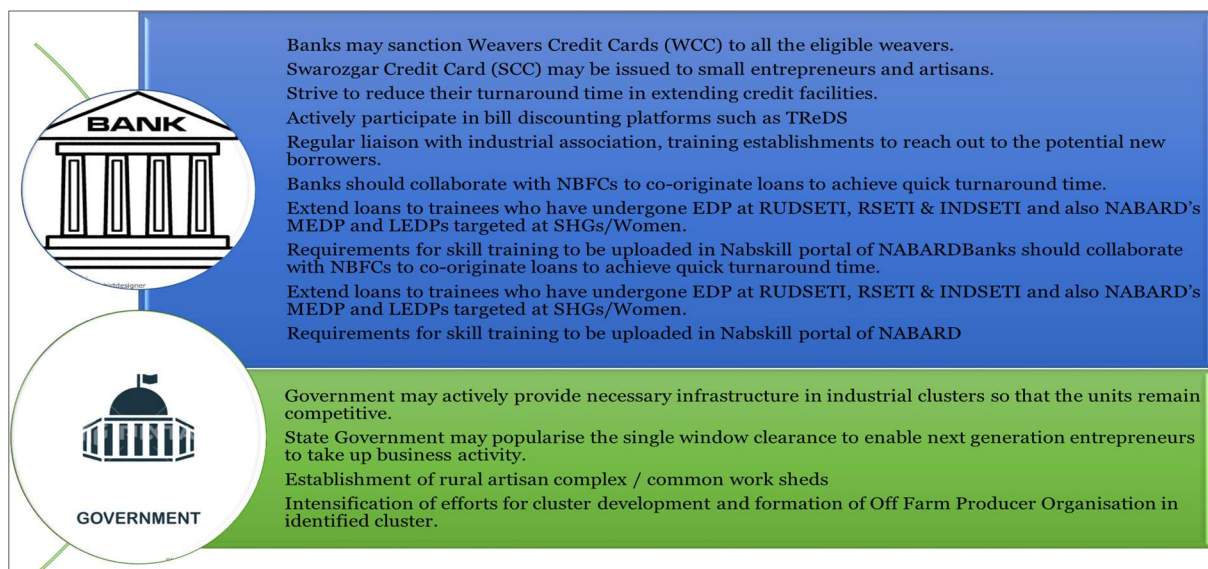 Banks may sanction Weavers Credit Cards (WCC) to all the eligible weavers.
Swarozgar Credit Card (SCC) may be issued to small entrepreneurs and artisans.
Strive to reduce their turnaround time in extending credit facilities.
BANK
Actively participate in bill discounting platforms such as TReDS
Regular liaison with industrial association, training establishments to reach out to the potential new
borrowers.
Banks should collaborate with NBFCs to co-originate loans to achieve quick turnaround time.
Extend loans to trainees who have undergone EDP at RUDSETI, RSETI & INDSETI and also NABARD's
MEDP and LEDPs targeted at SHGs/Women.
Requirements for skill training to be uploaded in Nabskill portal of NABARDBanks should collaborate
with NBFCs to co-originate loans to achieve quick turnaround time.
Extend loans to trainees who have undergone EDP at RUDSETI, RSETI & INDSETI and also NABARD's
MEDP and LEDPs targeted at SHGs/Women.
Requirements for skill training to be uploaded in Nabskill portal of NABARD
Government may actively provide necessary infrastructure in industrial clusters so that the units remain
competitive.
State Government may popularise the single window clearance to enable next generation entrepreneurs
to take up business activity.
Establishment of rural artisan complex / common work sheds
Intensification of efforts for cluster development and formation of Off Farm Producer Organisation in
identified cluster.
GOVERNMENT